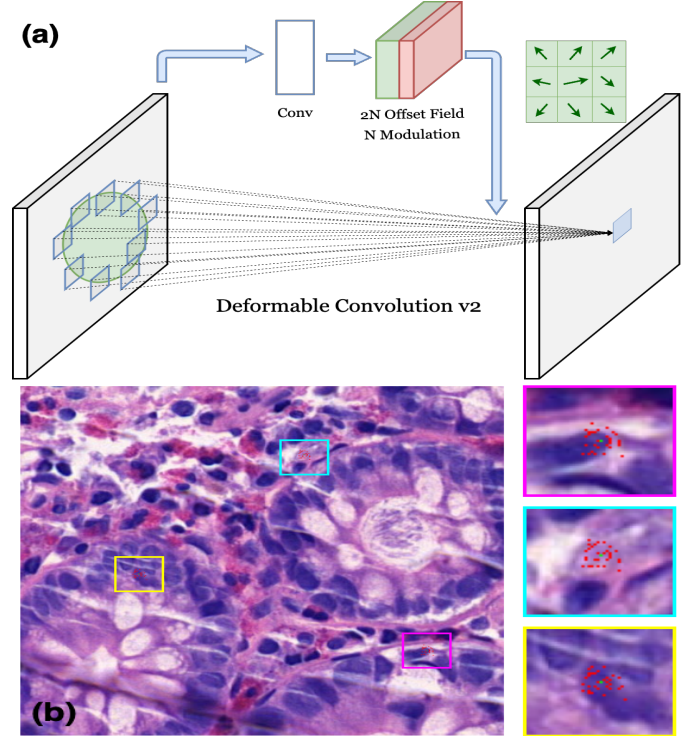 (a)
Conv
2N Offset Field
N Modulation
Deformable Convolution v2
(b)